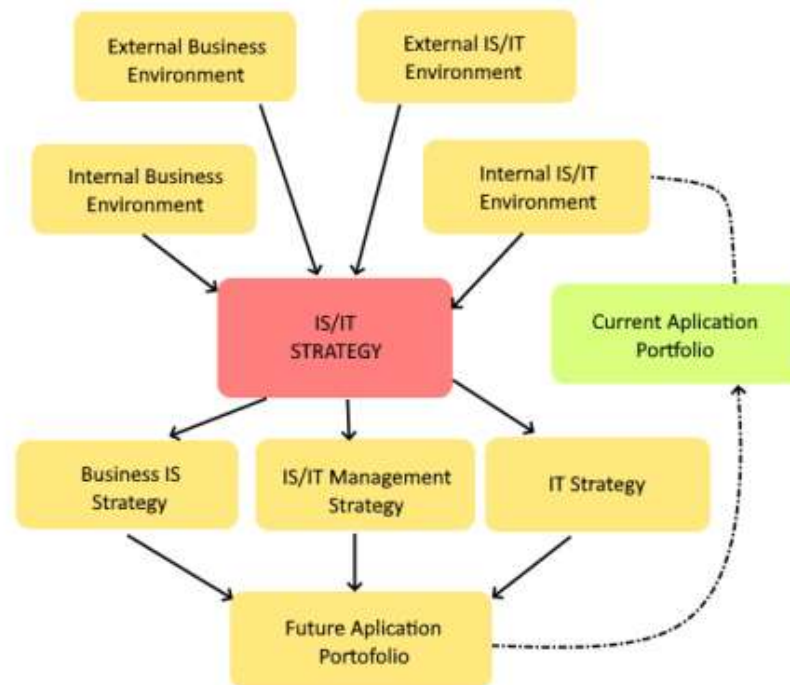 External Business
Environment
External IS/IT
Environment
Internal Business
Environment
Internal IS/IT
Environment
IS/IT
STRATEGY
Current Aplication
Portfolio
Business IS
Strategy
IS/IT Management
Strategy
IT Strategy
Future Aplication
Portofolio